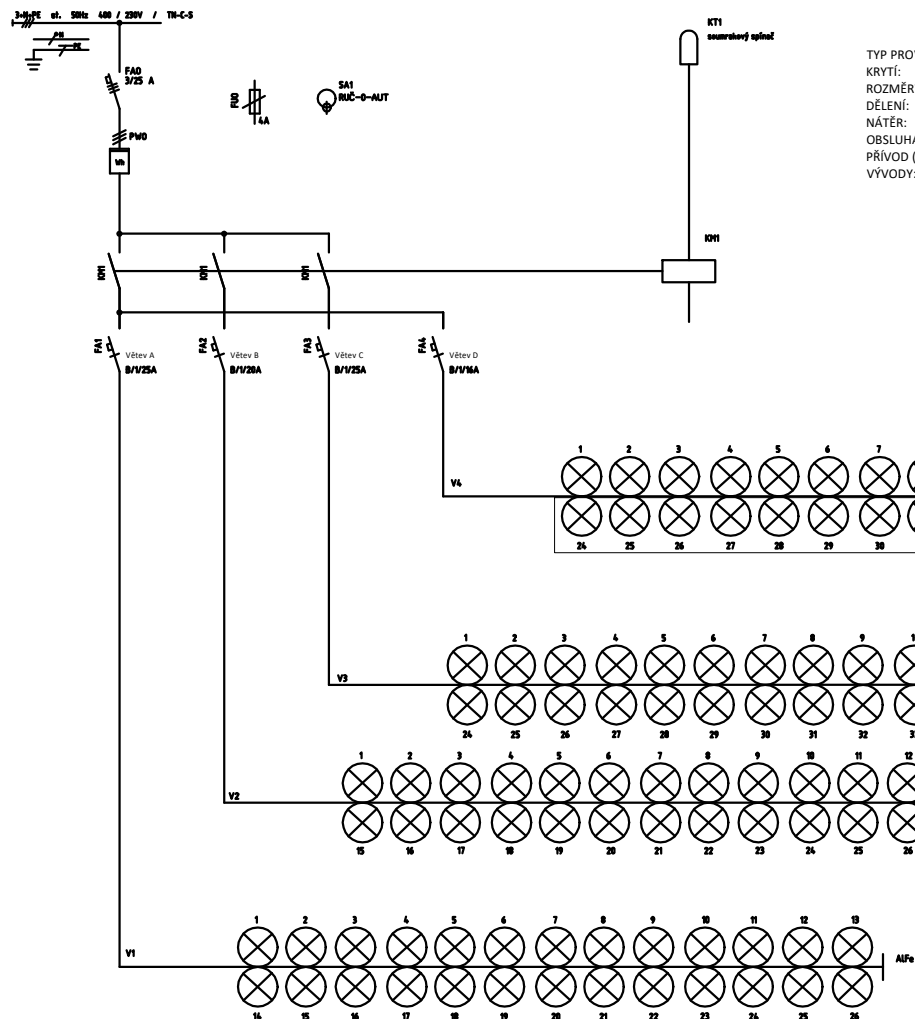 3+N+PE st. 50Hz 400 / 230V / TN-C-S
PN
PE
FA0
3/25 A
FU0
4A
SA1
RUČ-0-AUT
KT1
soumrakový spínač
PW0
Wh
TYP PROV
KRYTÍ:
ROZMĚR
DĚLENÍ:
NÁTĚR:
OBSLUHA
PŘÍVOD (
VÝVODY:
KM1
KM1
KM1
KM1
FA1
Větev A
B/1/25A
FA2
Větev B
B/1/20A
FA3
Větev C
B/1/25A
FA4
Větev D
B/1/16A
1 2 3 4 5 6 7
V4
24 25 26 27 28 29 30
1 2 3 4 5 6 7 8 9
V3
24 25 26 27 28 29 30 31 32
1 2 3 4 5 6 7 8 9 10 11 12
V2
15 16 17 18 19 20 21 22 23 24 25 26
1 2 3 4 5 6 7 8 9 10 11 12 13
V1
AlFe
14 15 16 17 18 19 20 21 22 23 24 25 26